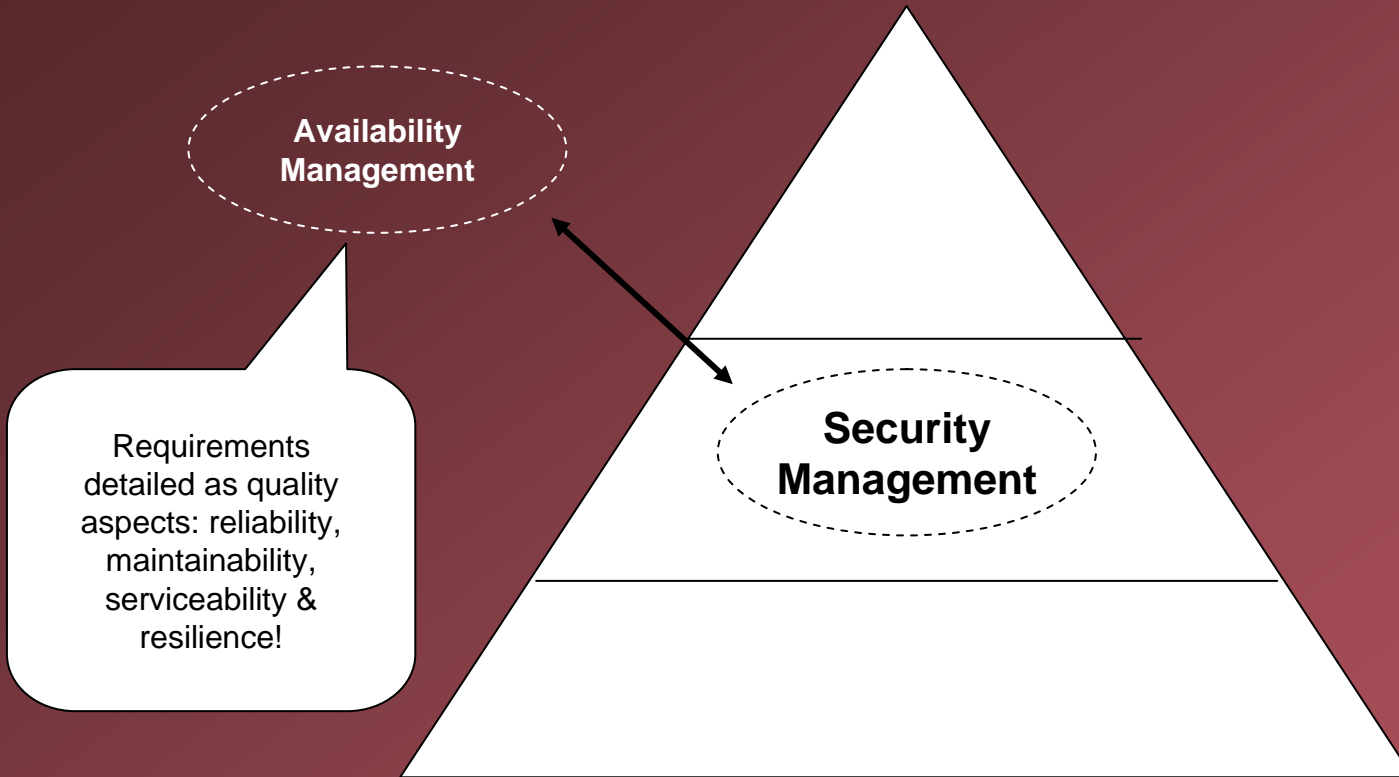 Availability
Management
Requirements
detailed as quality
aspects: reliability,
maintainability,
serviceability &
resilience!
Security
Management